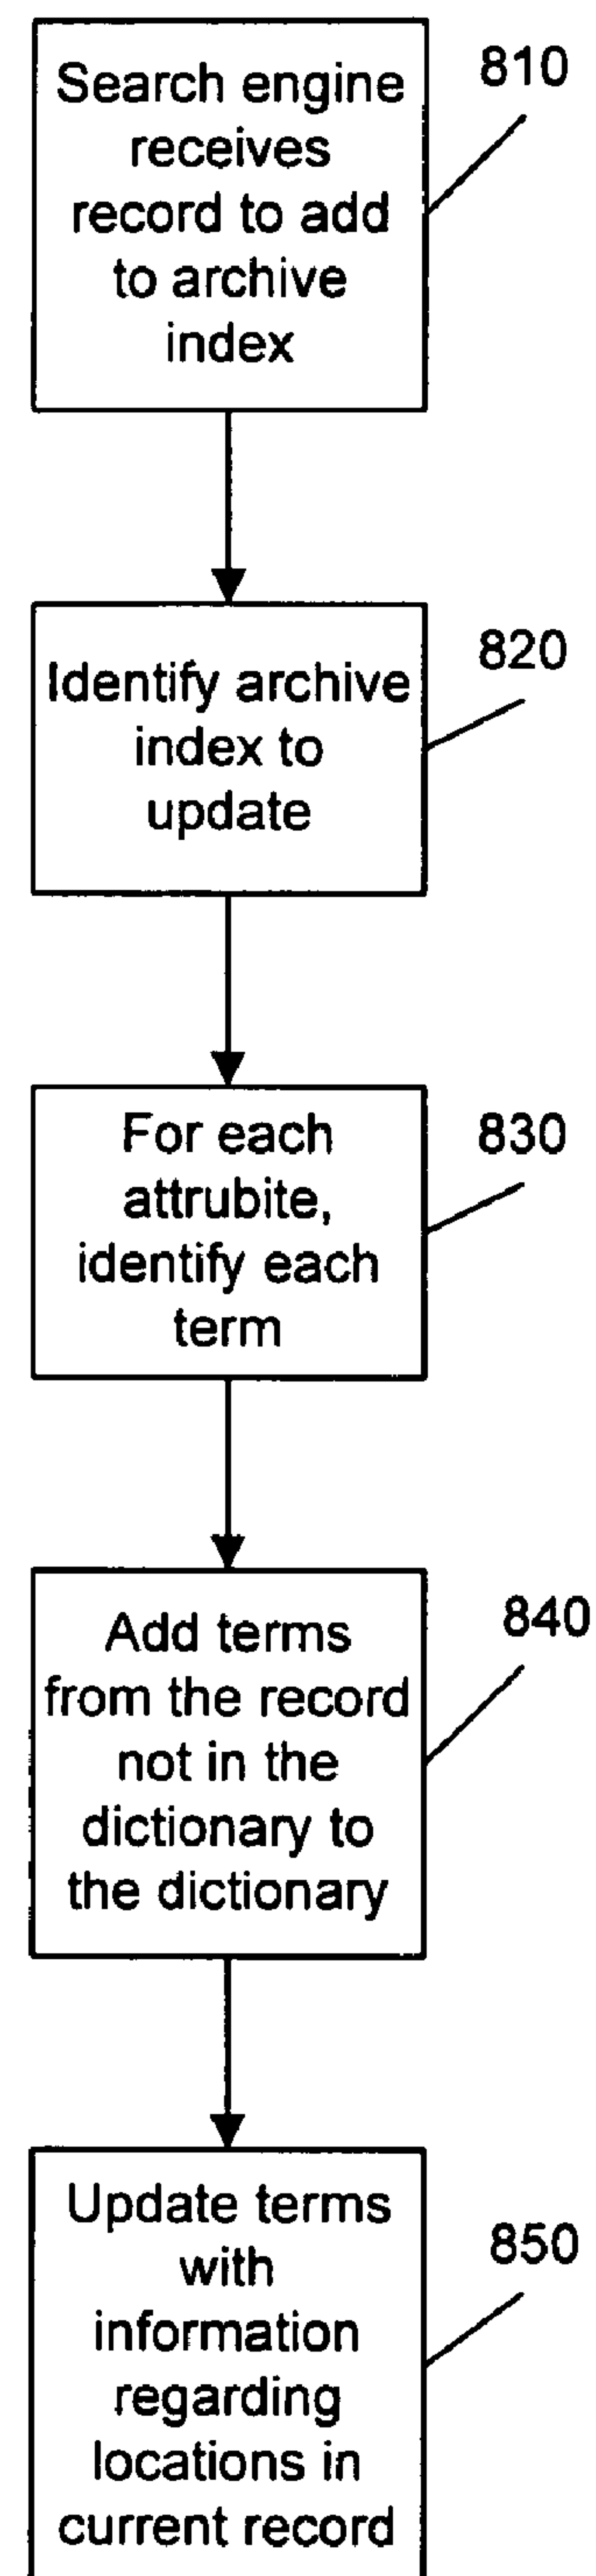 Search engine
receives
record to add
to archive
index
810
Identify archive
index to
update
820
For each
attrubite,
identify each
term
830
Add terms
from the record
not in the
dictionary to
the dictionary
840
Update terms
with
information
regarding
locations in
current record
850